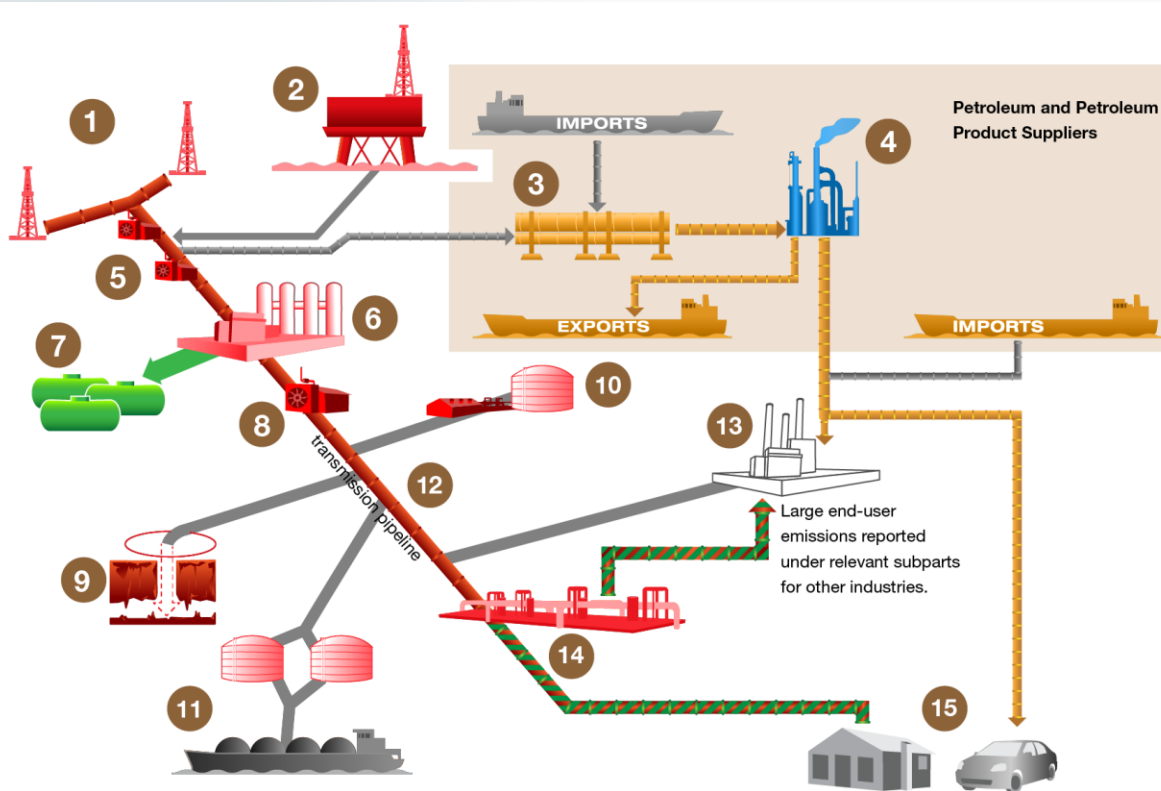 1
2
IMPORTS
Petroleum and Petroleum
Product Suppliers
4
3
5
6
EXPORTS
IMPORTS
7
8
10
transmission pipeline
12
13
Large end-user
emissions reported
under relevant subparts
for other industries.
9
14
11
15